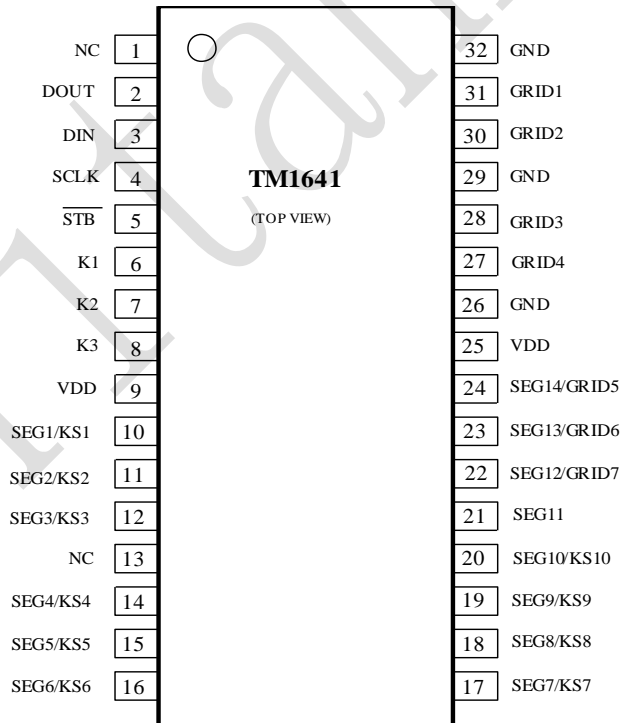 NC 1 32 GND
DOUT 2 31 GRID1
DIN 3 30 GRID2
SCLK 4 TM1641 29 GND
STB 5 (TOP VIEW) 28 GRID3
K1 6 27 GRID4
K2 7 26 GND
K3 8 25 VDD
VDD 9 24 SEG14/GRID5
SEG1/KS1 10 23 SEG13/GRID6
SEG2/KS2 11 22 SEG12/GRID7
SEG3/KS3 12 21 SEG11
NC 13 20 SEG10/KS10
SEG4/KS4 14 19 SEG9/KS9
SEG5/KS5 15 18 SEG8/KS8
SEG6/KS6 16 17 SEG7/KS7